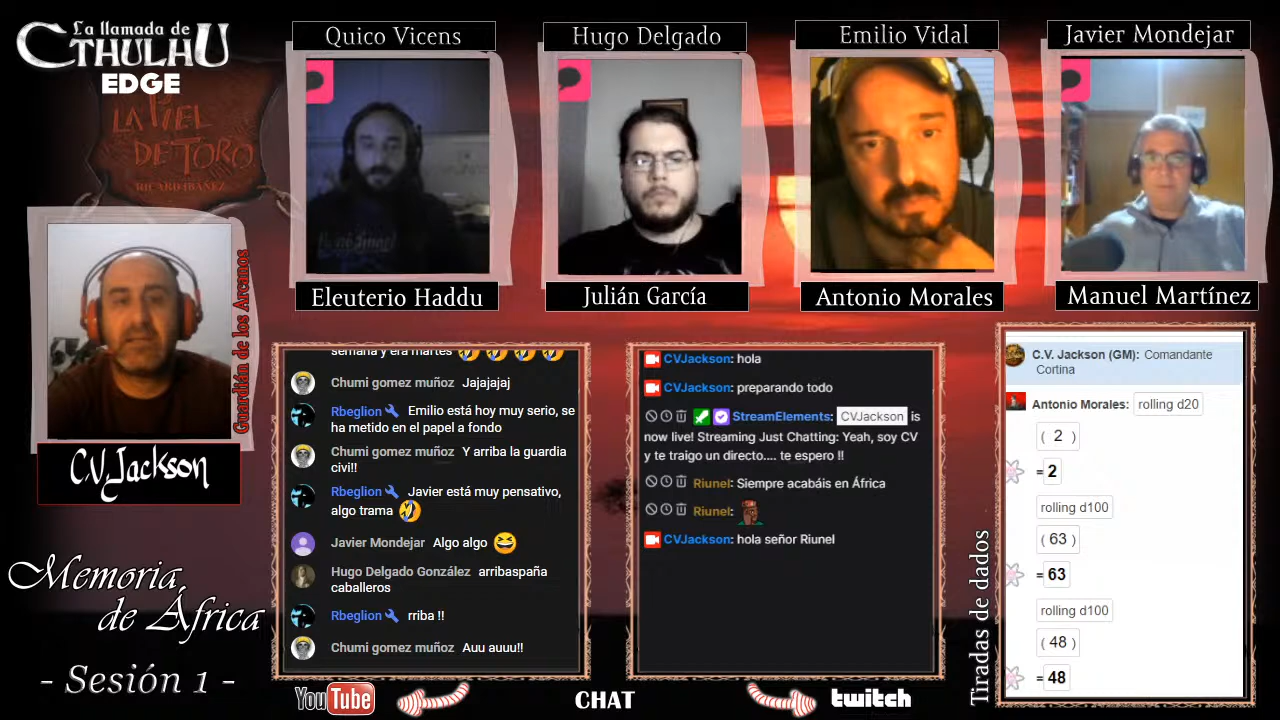 La llamada de
CTHULHU
EDGE
LA PIEL
DE TORO
RICARD IBÁÑEZ
Quico Vicens
Hugo Delgado
Emilio Vidal
Javier Mondejar
Eleuterio Haddu
Julián García
Antonio Morales
Manuel Martínez
Guardián de los Arcanos
C.V. Jackson
Memoria
de África
- Sesión 1 -
semana y era martes 🤣 🤣 🤣 🤣
Chumi gomez muñoz Jajajajaj
Rbeglion Emilio está hoy muy serio, se
ha metido en el papel a fondo
Chumi gomez muñoz Y arriba la guardia
civi!!
Rbeglion Javier está muy pensativo,
algo trama 🤣
Javier Mondejar Algo algo 😆
Hugo Delgado González arribaspaña
caballeros
Rbeglion rriba !!
Chumi gomez muñoz Auu auuu!!
CVJackson: hola
CVJackson: preparando todo
StreamElements: CVJackson is
now live! Streaming Just Chatting: Yeah, soy CV
y te traigo un directo.... te espero !!
Riunel: Siempre acabáis en África
Riunel:
CVJackson: hola señor Riunel
Tiradas de dados
C.V. Jackson (GM): Comandante
Cortina
Antonio Morales: rolling d20
( 2 )
= 2
rolling d100
( 63 )
= 63
rolling d100
( 48 )
= 48
YouTube
CHAT
twitch